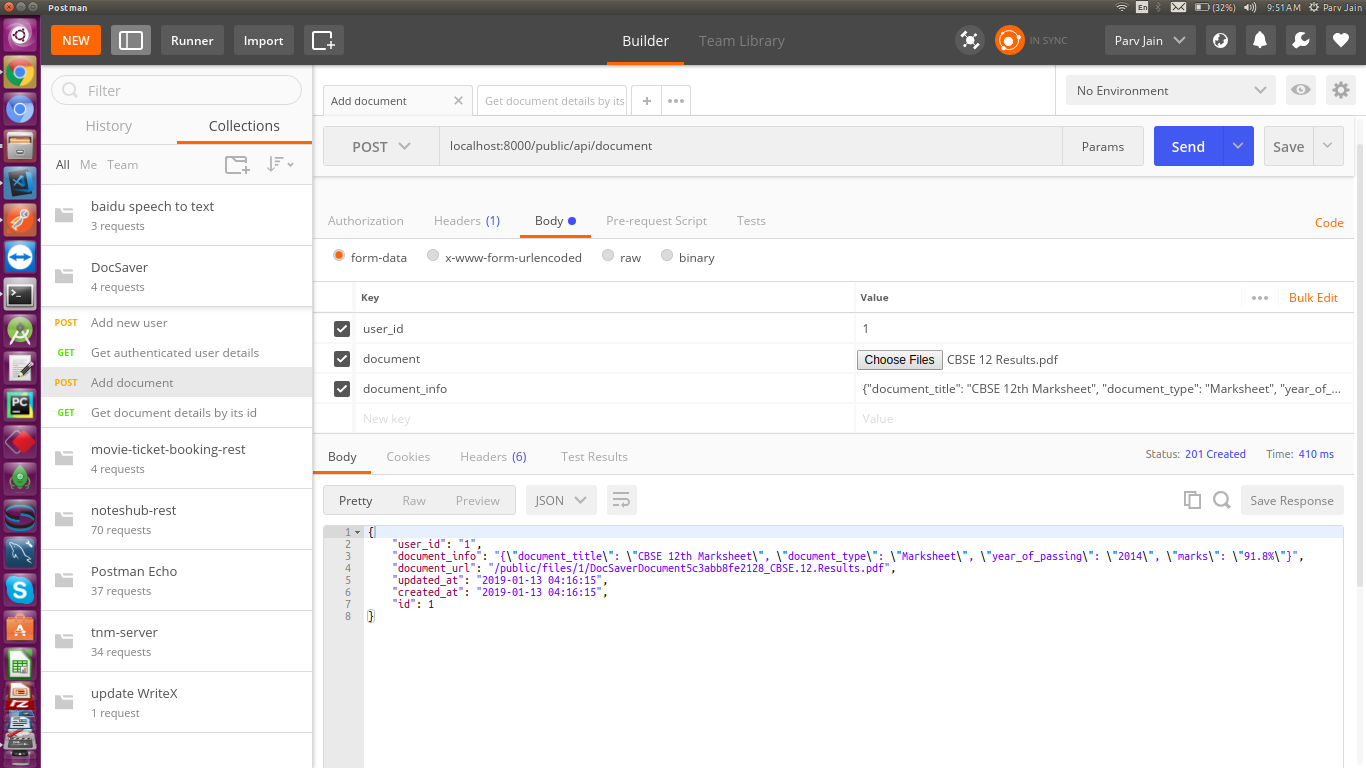 Postman
En
(32%)
9:51 AM
Parv Jain
NEW
Runner
Import
Builder
Team Library
IN SYNC
Parv Jain
Filter
History
Collections
All
Me
Team
baidu speech to text
3 requests
DocSaver
4 requests
POST Add new user
GET Get authenticated user details
POST Add document
GET Get document details by its id
movie-ticket-booking-rest
4 requests
noteshub-rest
70 requests
Postman Echo
37 requests
tnm-server
34 requests
update WriteX
1 request
Add document
Get document details by its
No Environment
POST
localhost:8000/public/api/document
Params
Send
Save
Authorization
Headers (1)
Body
Pre-request Script
Tests
Code
form-data
x-www-form-urlencoded
raw
binary
Key
Value
Bulk Edit
user_id
1
document
Choose Files CBSE 12 Results.pdf
document_info
{"document_title": "CBSE 12th Marksheet", "document_type": "Marksheet", "year_of_...
New key
Value
Body
Cookies
Headers (6)
Test Results
Status: 201 Created
Time: 410 ms
Pretty
Raw
Preview
JSON
Save Response
1 {
2 "user_id": "1",
3 "document_info": "{\"document_title\": \"CBSE 12th Marksheet\", \"document_type\": \"Marksheet\", \"year_of_passing\": \"2014\", \"marks\": \"91.8%\"}",
4 "document_url": "/public/files/1/DocSaverDocument5c3abb8fe2128_CBSE.12.Results.pdf",
5 "updated_at": "2019-01-13 04:16:15",
6 "created_at": "2019-01-13 04:16:15",
7 "id": 1
8 }